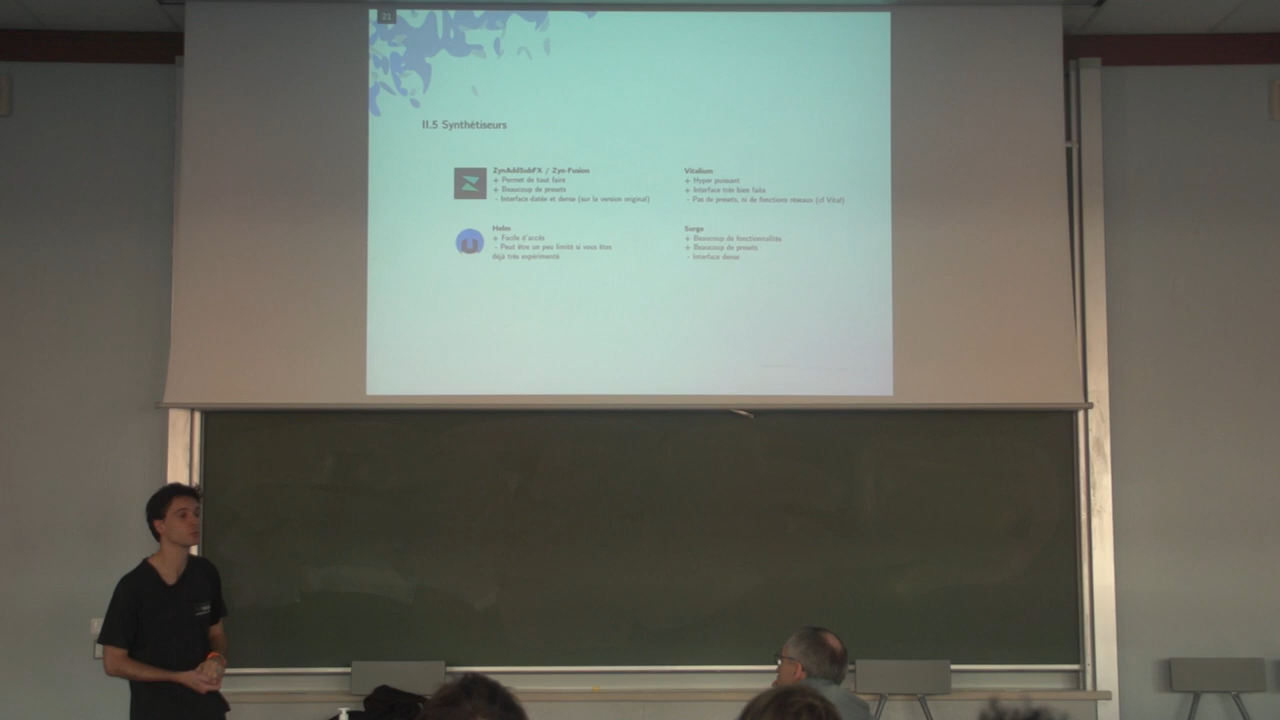 21
II.5 Synthétiseurs
ZynAddSubFX / Zyn-Fusion
+ Permet de tout faire
+ Beaucoup de presets
- Interface datée et dense (sur la version original)
Helm
+ Facile d'accès
- Peut être un peu limité si vous êtes
déjà très expérimenté
Vitalium
+ Hyper puissant
+ Interface très bien faite
- Pas de presets, ni de fonctions réseaux (cf Vital)
Surge
+ Beaucoup de fonctionnalités
+ Beaucoup de presets
- Interface dense